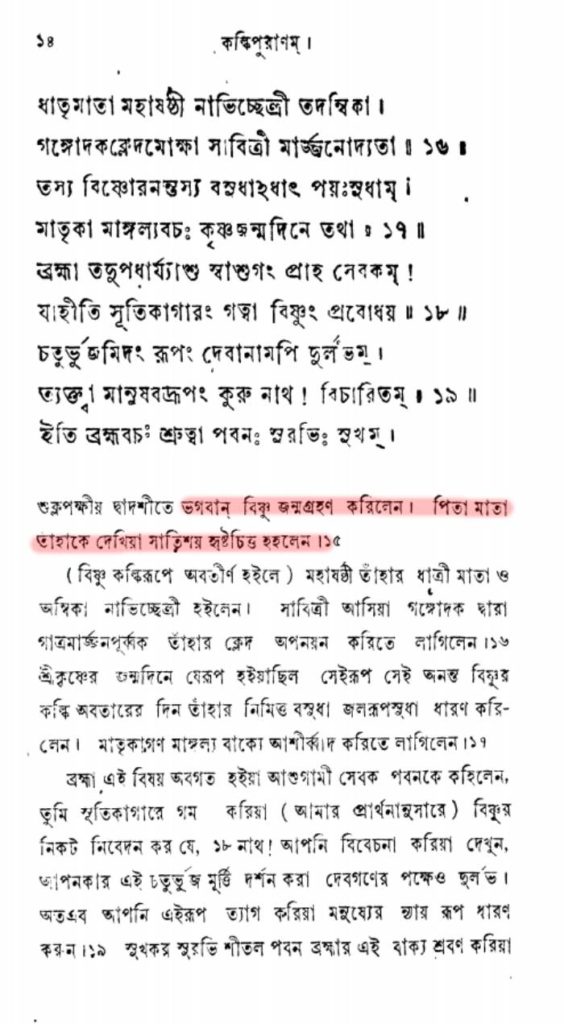 ১৪
কল্কিপুরাণম্।
ধাতৃমাতা মহাষষ্ঠী নাভিচ্ছেত্রী তদম্বিকা।
গঙ্গোদকক্লেদমোক্ষা সাবিত্রী মার্জ্জনোদ্যতা ॥ ১৬ ॥
তস্য বিষ্ণোরনন্তস্য বসুধাহধাৎ পয়ঃসুধাম্।
মাতৃকা মাঙ্গল্যবচঃ কৃষ্ণজন্মদিনে তথা ॥ ১৭ ॥
ব্রহ্মা তদুপধার্য্যাশু স্বাশুগং প্রাহ সেবকম্!
যাহীতি সূতিকাগারং গত্বা বিষ্ণুং প্রবোধয় ॥ ১৮ ॥
চতুর্ভুজমিদং রূপং দেবানামপি দুর্লভম্।
ত্যক্ত্বা মানুষবদ্রূপং কুরু নাথ! বিচারিতম্ ॥ ১৯ ॥
ইতি ব্রহ্মবচঃ শ্রুত্বা পবনঃ সুরভিঃ সুখম্।
শুক্লপক্ষীয় দ্বাদশীতে ভগবান্ বিষ্ণু জন্মগ্রহণ করিলেন। পিতা মাতা
তাঁহাকে দেখিয়া সাতিশয় হৃষ্টচিত্ত হইলেন।১৫
(বিষ্ণু কল্কিরূপে অবতীর্ণ হইলে) মহাষষ্ঠী তাঁহার ধাত্রী মাতা ও
অম্বিকা নাভিচ্ছেত্রী হইলেন। সাবিত্রী আসিয়া গঙ্গোদক দ্বারা
গাত্রমার্জ্জনপূর্ব্বক তাঁহার ক্লেদ অপনয়ন করিতে লাগিলেন।১৬
শ্রীকৃষ্ণের জন্মদিনে যেরূপ হইয়াছিল সেইরূপ সেই অনন্ত বিষ্ণুর
কল্কি অবতারের দিন তাঁহার নিমিত্ত বসুধা জলরূপসুধা ধারণ করি-
লেন। মাতৃকাগণ মাঙ্গল্য বাক্যে আশীর্ব্বাদ করিতে লাগিলেন।১৭
ব্রহ্মা এই বিষয় অবগত হইয়া আশুগামী সেবক পবনকে কহিলেন,
তুমি সূতিকাগারে গম করিয়া (আমার প্রার্থনানুসারে) বিষ্ণুর
নিকট নিবেদন কর যে, ১৮ নাথ! আপনি বিবেচনা করিয়া দেখুন,
আপনকার এই চতুর্ভুজ মূর্ত্তি দর্শন করা দেবগণের পক্ষেও দুর্লভ।
অতএব আপনি এইরূপ ত্যাগ করিয়া মনুষ্যের ন্যায় রূপ ধারণ
করুন।১৯ সুখকর সুরভি শীতল পবন ব্রহ্মার এই বাক্য শ্রবণ করিয়া